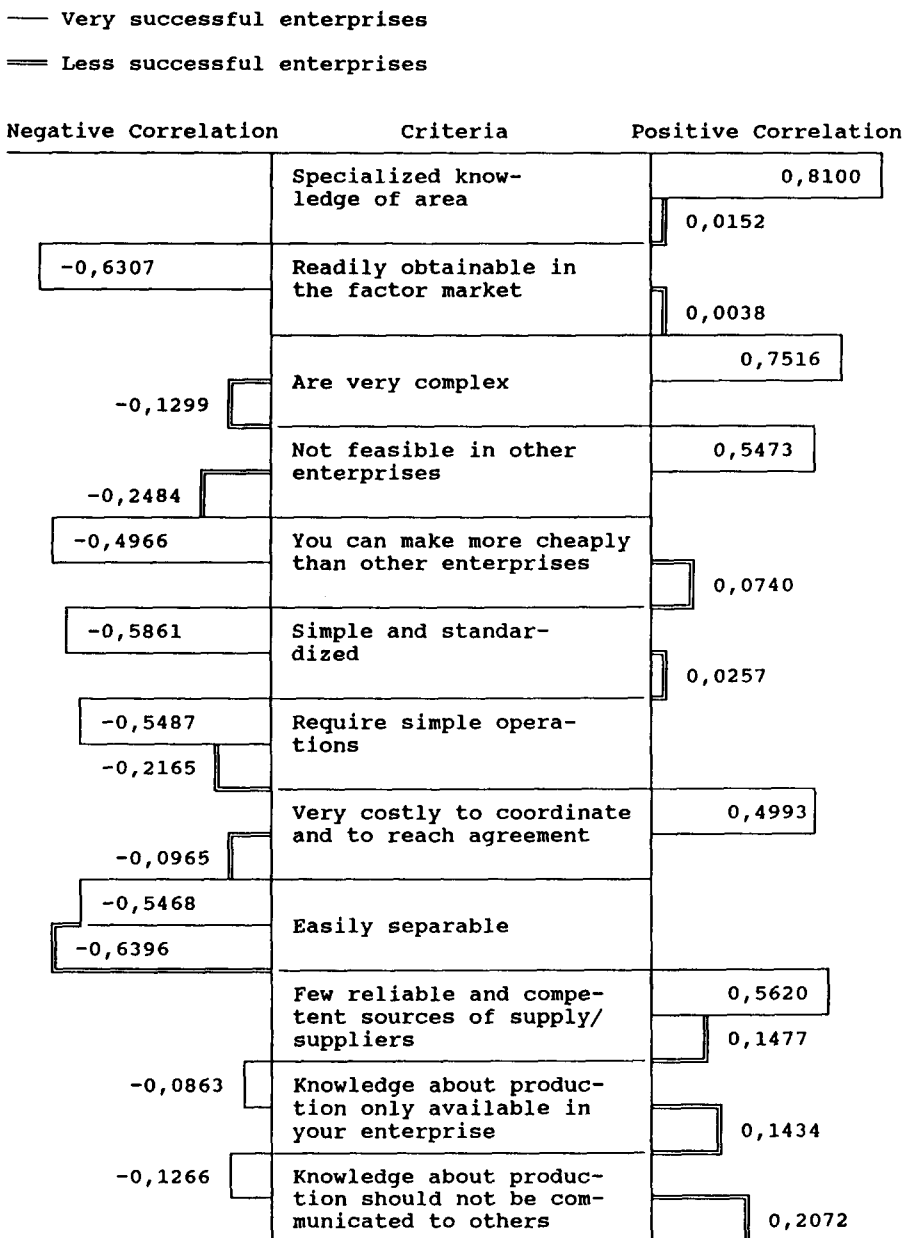 Very successful enterprises
Less successful enterprises
Negative Correlation Criteria Positive Correlation
Specialized know- 0,8100
ledge of area
0,0152
-0,6307 Readily obtainable in
the factor market
0,0038
0,7516
Are very complex
-0,1299
Not feasible in other 0,5473
enterprises
-0,2484
-0,4966 You can make more cheaply
than other enterprises
0,0740
-0,5861 Simple and standar-
dized
0,0257
-0,5487 Require simple opera-
tions
-0,2165
Very costly to coordinate 0,4993
and to reach agreement
-0,0965
-0,5468
Easily separable
-0,6396
Few reliable and compe- 0,5620
tent sources of supply/
suppliers 0,1477
-0,0863 Knowledge about produc-
tion only available in
your enterprise 0,1434
-0,1266 Knowledge about produc-
tion should not be com-
municated to others 0,2072